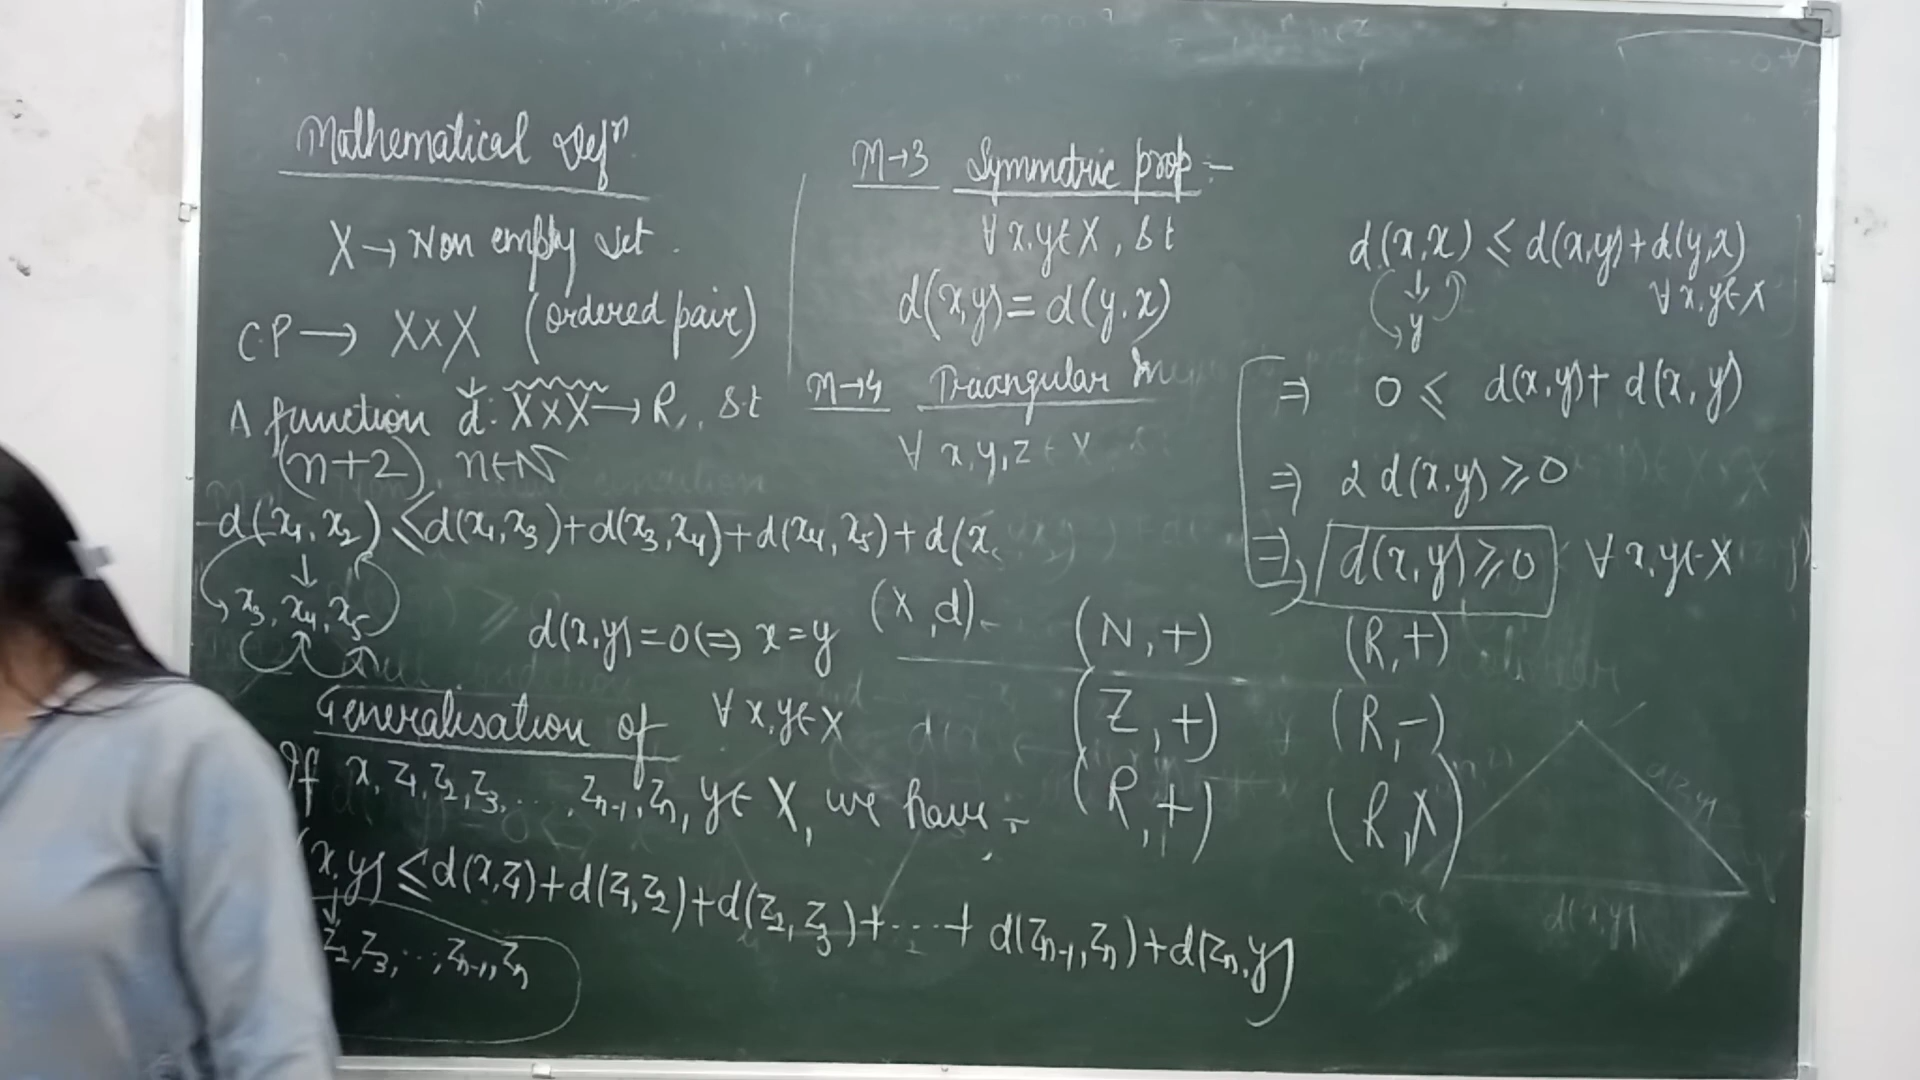 Mathematical Defⁿ.
X → Non empty set.
C.P → X×X (ordered pair)
A function d: X×X → R, s.t
(n+2), n∈N
d(x₁, x₂) ≤ d(x₁, x₃) + d(x₃, x₄) + d(x₄, x₅) + d(x
↓
x₃, x₄, x₅
d(x,y)=0 ⇔ x=y
∀ x,y∈X
(X, d)
Generalisation of
If x, z₁, z₂, z₃, ..., zₙ₋₁, zₙ, y ∈ X, we have :-
(x,y) ≤ d(x,z₁) + d(z₁,z₂) + d(z₂,z₃) + ... + d(zₙ₋₁,zₙ) + d(zₙ,y)
↓
z₂, z₃, ..., zₙ₋₁, zₙ
M→3 Symmetric prop :-
∀ x,y∈X, s.t
d(x,y) = d(y,x)
M→4 Triangular
∀ x,y,z ∈ X, s.t
d(x,x) ≤ d(x,y) + d(y,x)
∀ x,y∈X
↓
y
⇒ 0 ≤ d(x,y) + d(x,y)
⇒ 2 d(x,y) ≥ 0
⇒ d(x,y) ≥ 0 ∀ x,y∈X
(N, +) (R, +)
(Z, +) (R, −)
(R, +) (R, ×)
d(x,y)